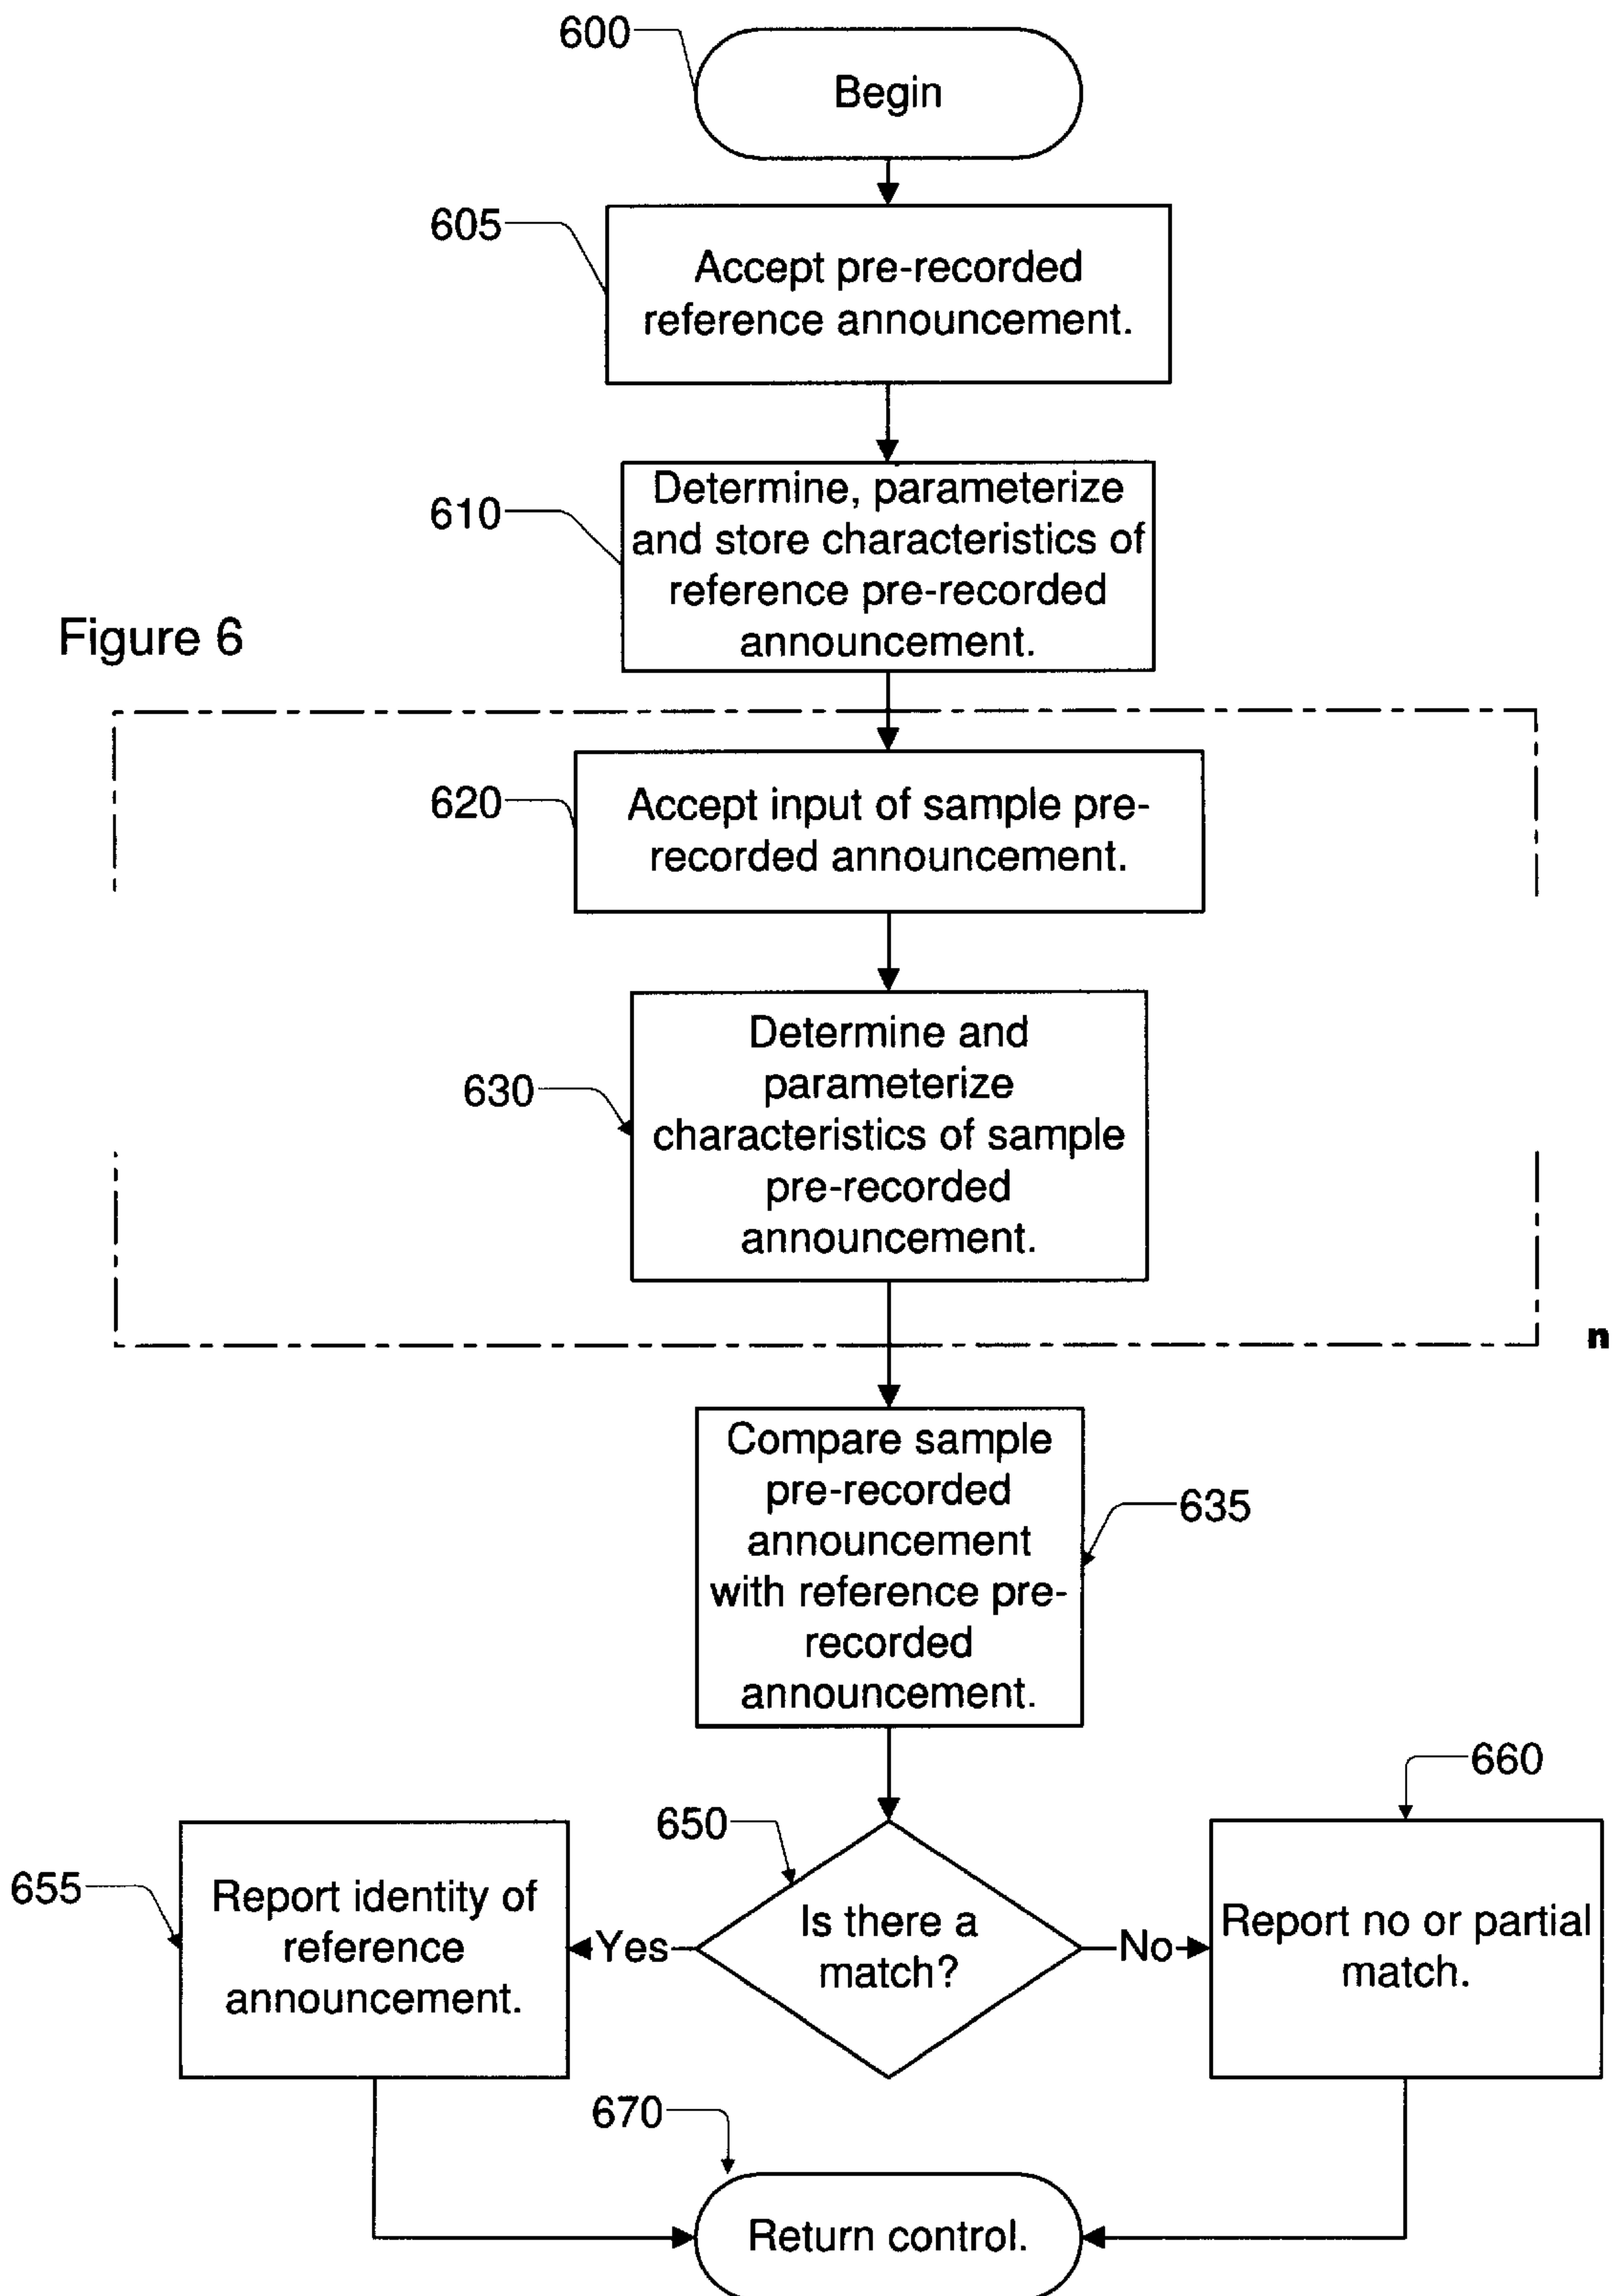 600
Begin
605
Accept pre-recorded
reference announcement.
610
Determine, parameterize
and store characteristics of
reference pre-recorded
announcement.
Figure 6
620
Accept input of sample pre-
recorded announcement.
630
Determine and
parameterize
characteristics of sample
pre-recorded
announcement.
n
Compare sample
pre-recorded
announcement
with reference pre-
recorded
announcement.
635
660
650
655
Report identity of
reference
announcement.
Yes
Is there a
match?
No
Report no or partial
match.
670
Return control.